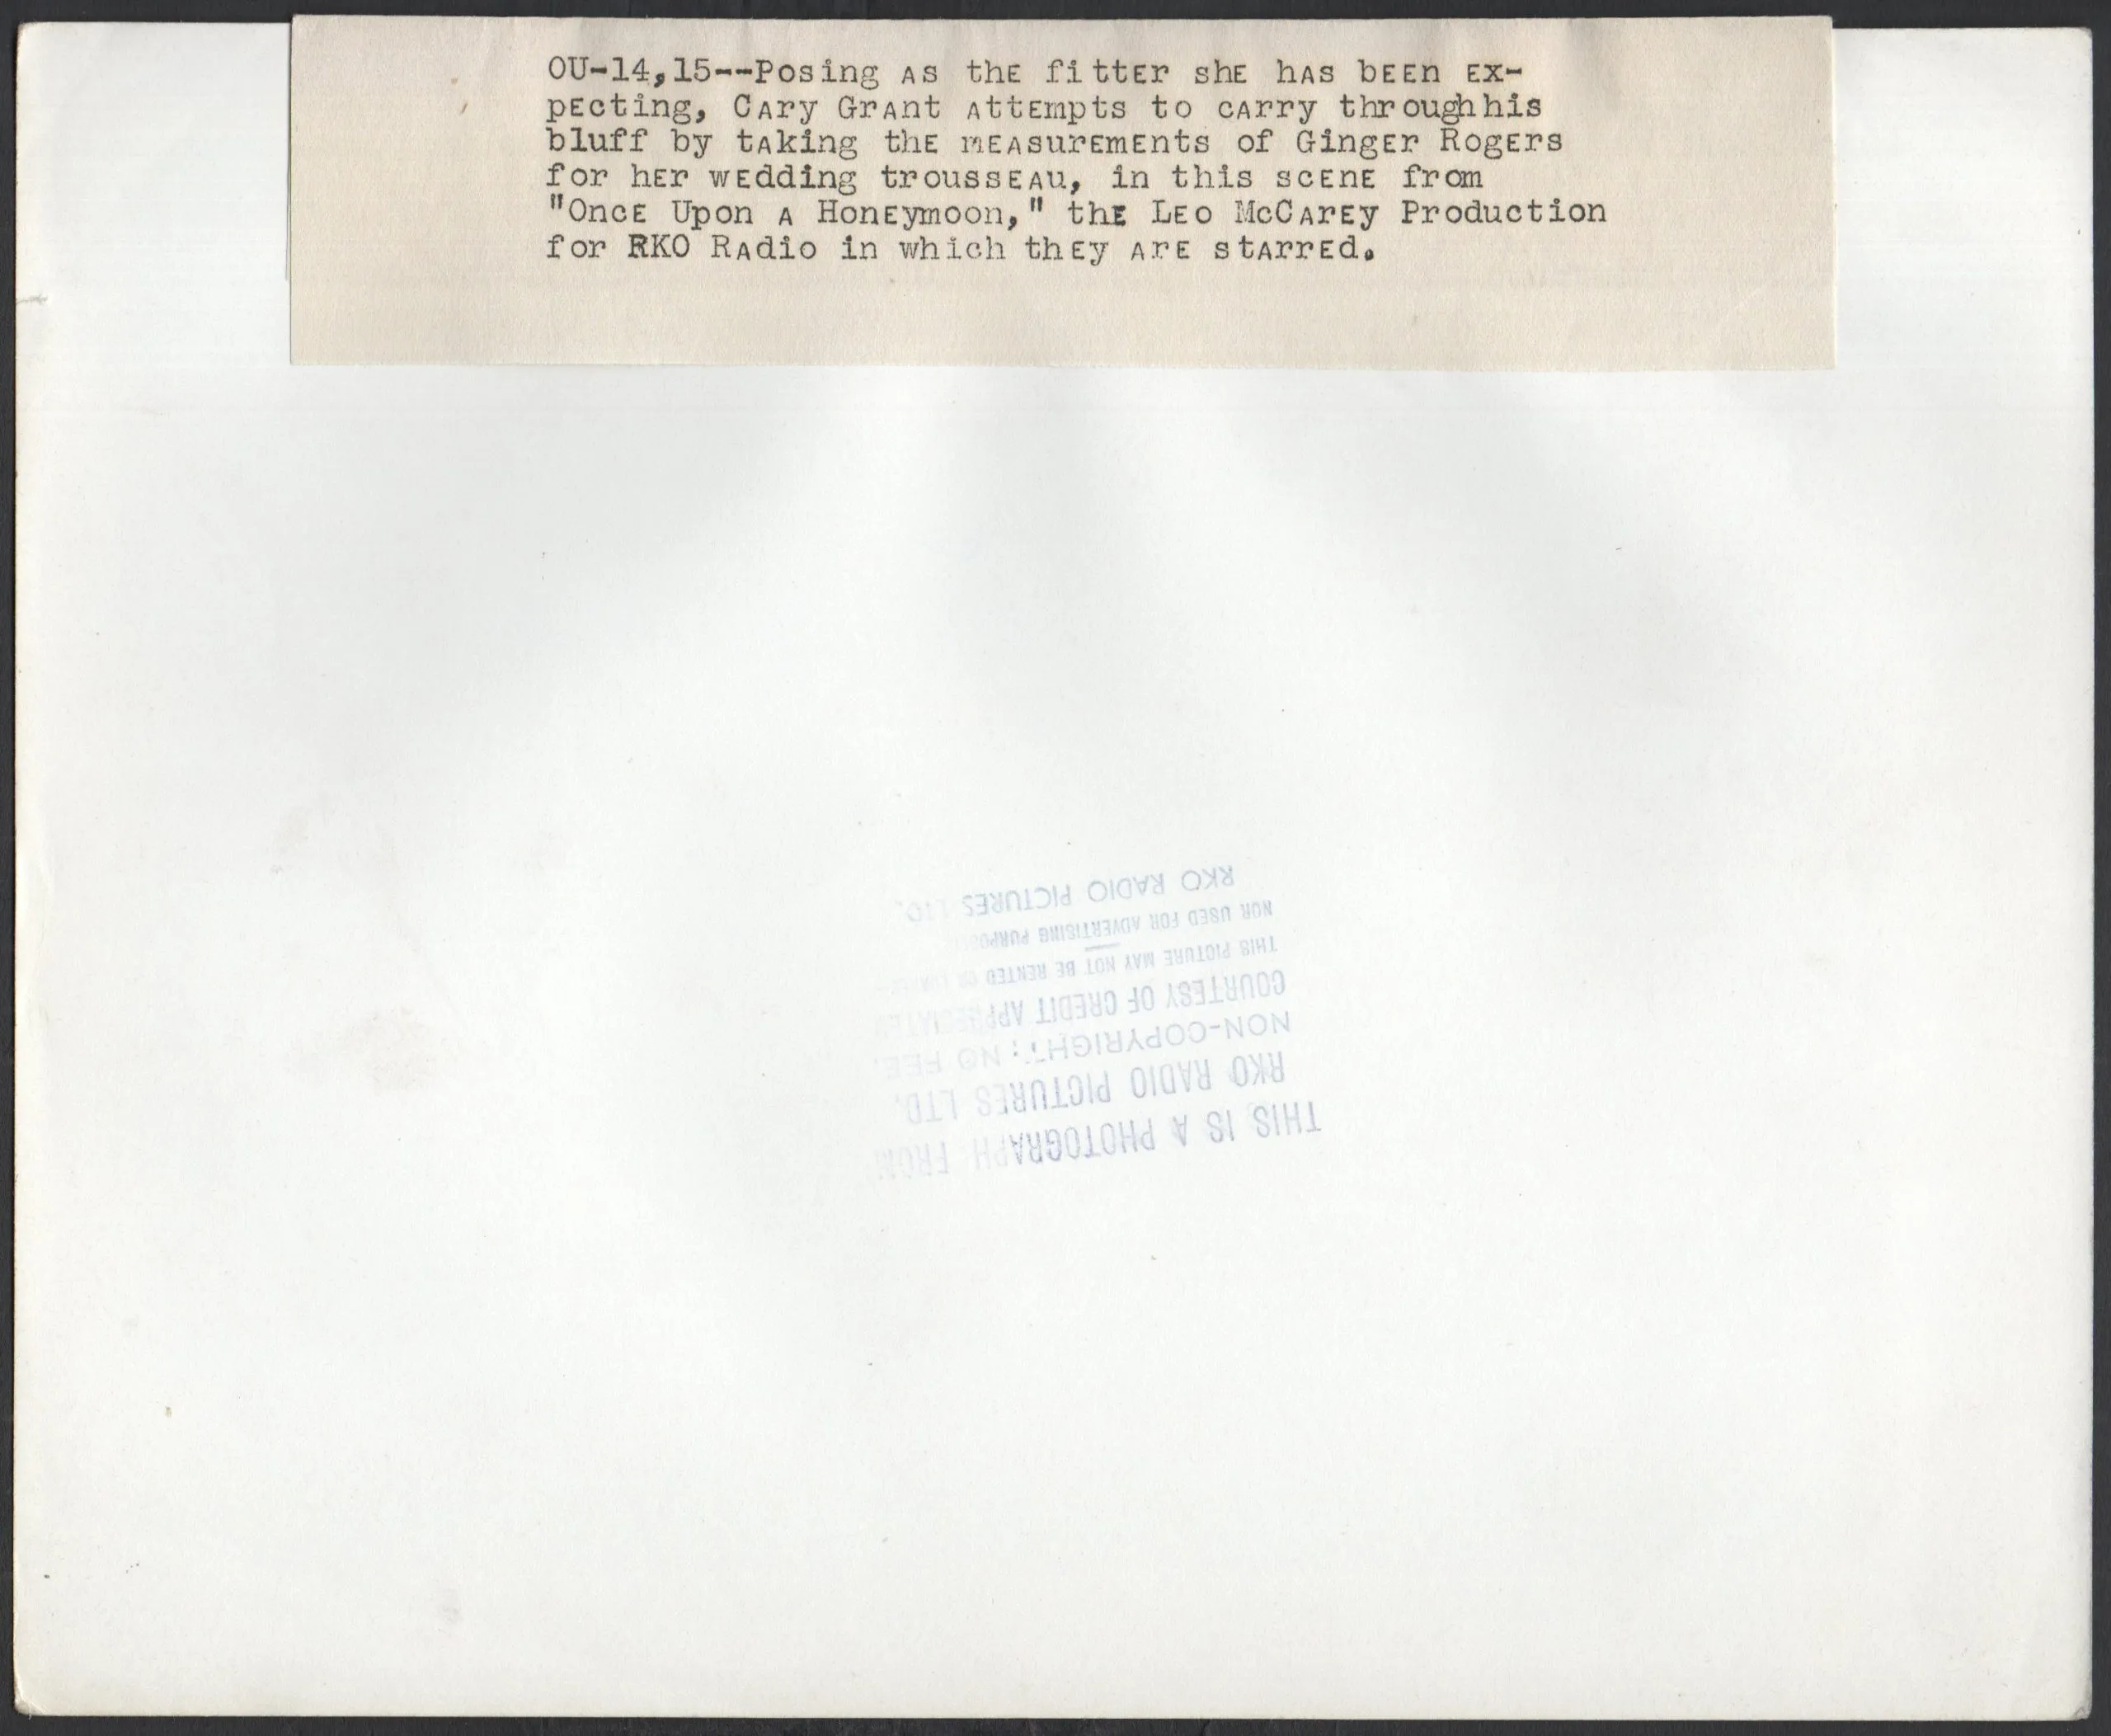 OU-14,15--Posing as the fitter she has been ex-
pecting, Cary Grant attempts to carry throughhis
bluff by taking the measurements of Ginger Rogers
for her wedding trousseau, in this scene from
"Once Upon a Honeymoon," the Leo McCarey Production
for RKO Radio in which they are starred.
THIS IS A PHOTOGRAPH FROM
RKO RADIO PICTURES LTD.
NON-COPYRIGHT: NO FEE.
COURTESY OF CREDIT APPRECIATED
THIS PICTURE MAY NOT BE RENTED OR
NOR USED FOR ADVERTISING PURPOSES
RKO RADIO PICTURES LTD.